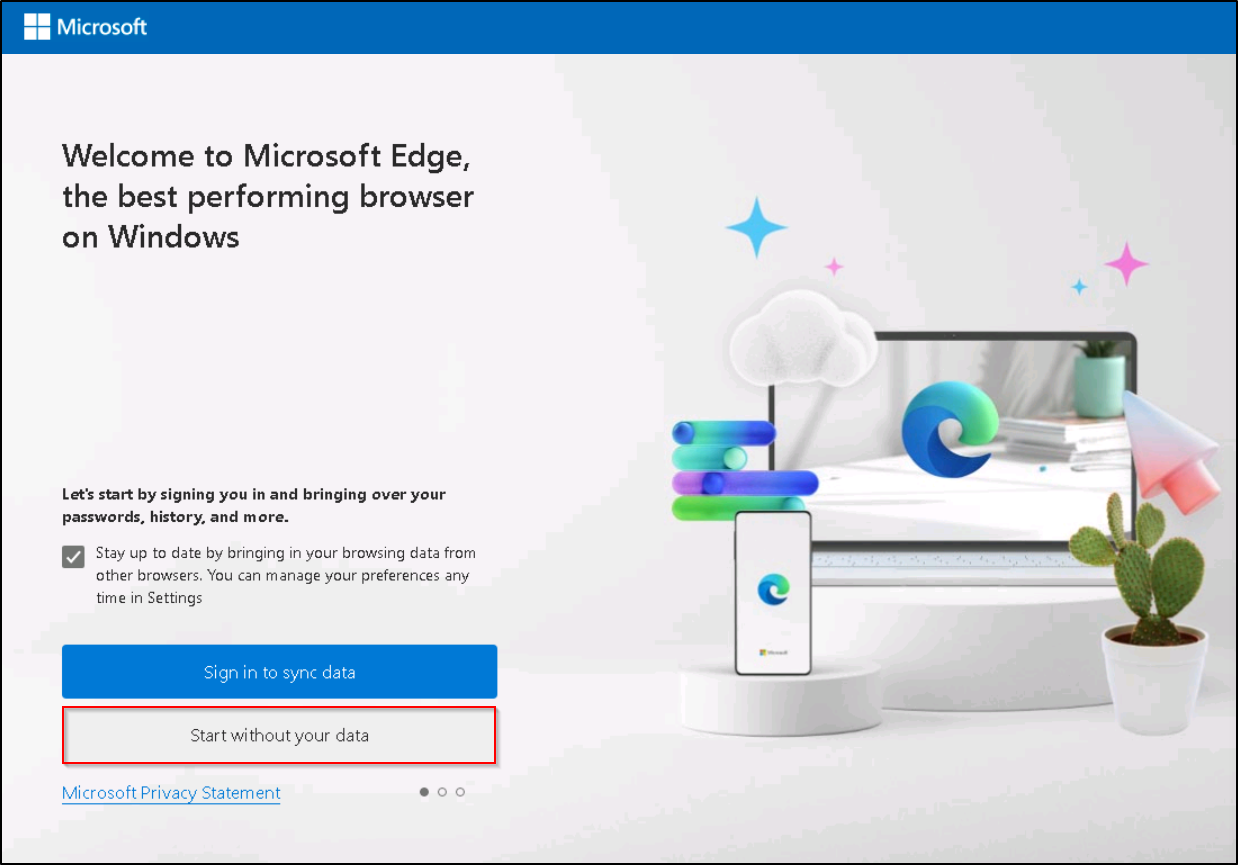 Microsoft
Welcome to Microsoft Edge,
the best performing browser
on Windows
Let's start by signing you in and bringing over your
passwords, history, and more.
Stay up to date by bringing in your browsing data from
other browsers. You can manage your preferences any
time in Settings
Sign in to sync data
Start without your data
Microsoft Privacy Statement
Microsoft